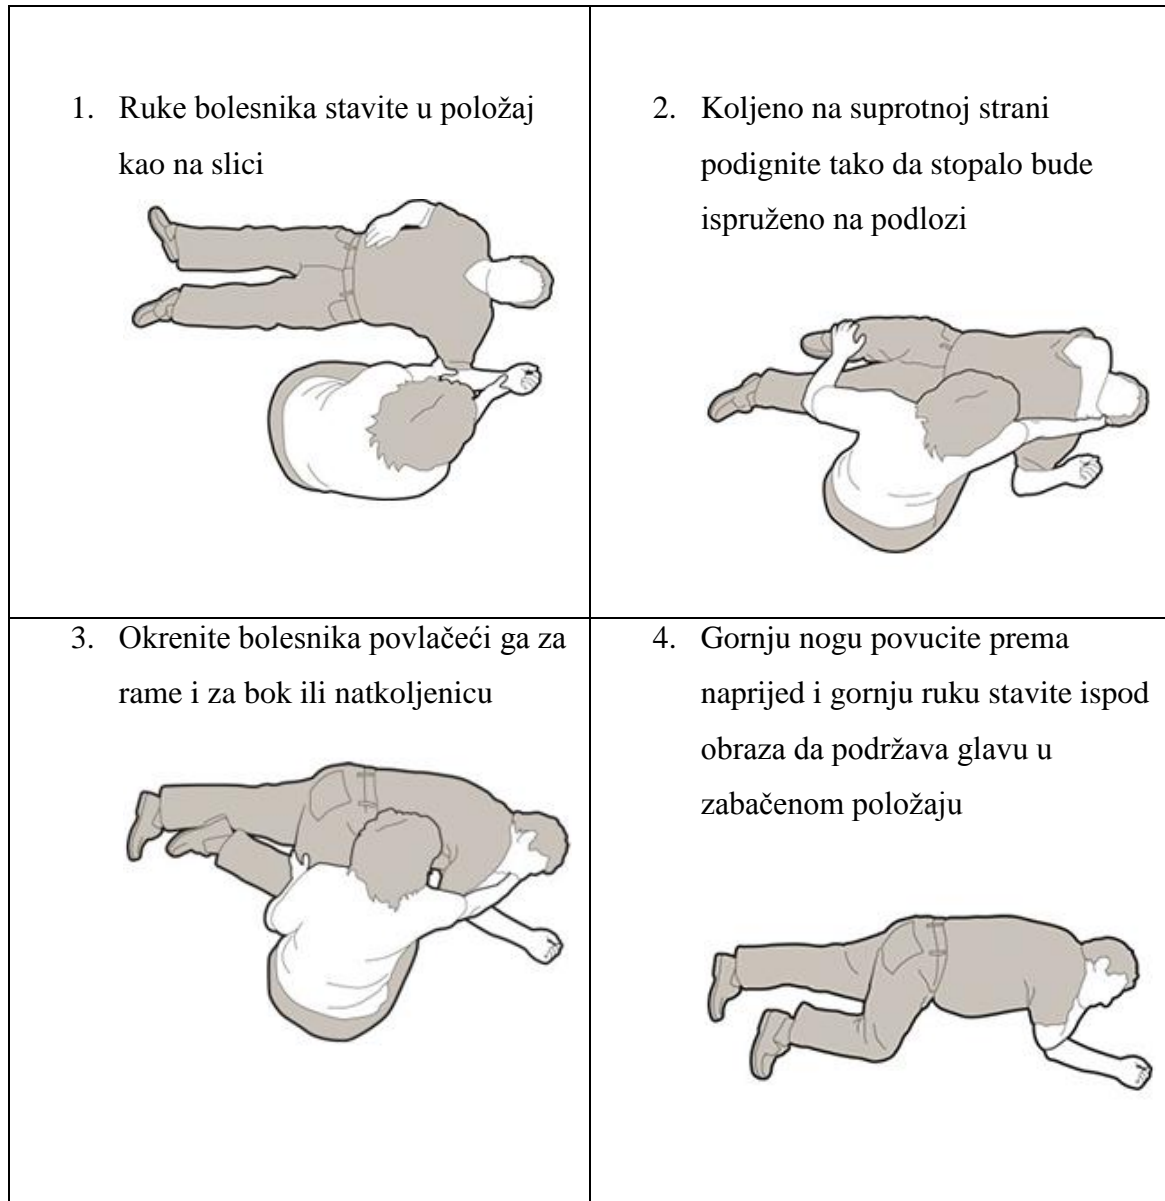 1. Ruke bolesnika stavite u položaj
kao na slici
2. Koljeno na suprotnoj strani
podignite tako da stopalo bude
ispruženo na podlozi
3. Okrenite bolesnika povlačeći ga za
rame i za bok ili natkoljenicu
4. Gornju nogu povucite prema
naprijed i gornju ruku stavite ispod
obraza da podržava glavu u
zabačenom položaju